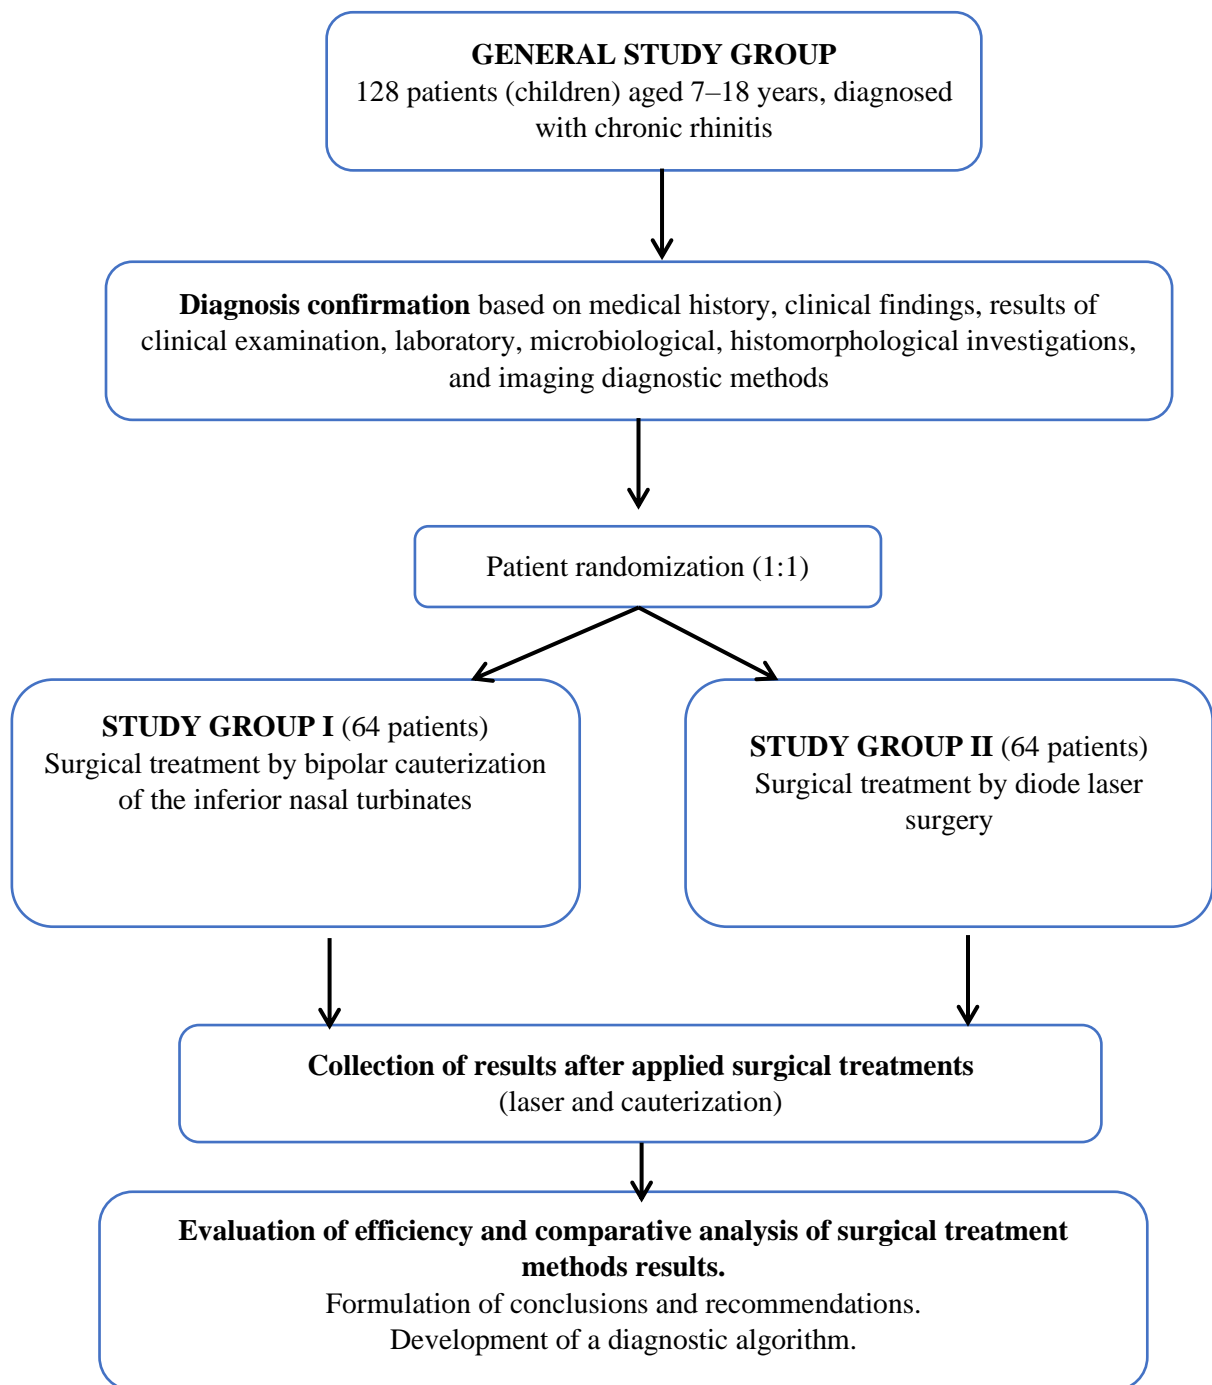 GENERAL STUDY GROUP
128 patients (children) aged 7–18 years, diagnosed
with chronic rhinitis
Diagnosis confirmation based on medical history, clinical findings, results of
clinical examination, laboratory, microbiological, histomorphological investigations,
and imaging diagnostic methods
Patient randomization (1:1)
STUDY GROUP I (64 patients)
Surgical treatment by bipolar cauterization
of the inferior nasal turbinates
STUDY GROUP II (64 patients)
Surgical treatment by diode laser
surgery
Collection of results after applied surgical treatments
(laser and cauterization)
Evaluation of efficiency and comparative analysis of surgical treatment
methods results.
Formulation of conclusions and recommendations.
Development of a diagnostic algorithm.